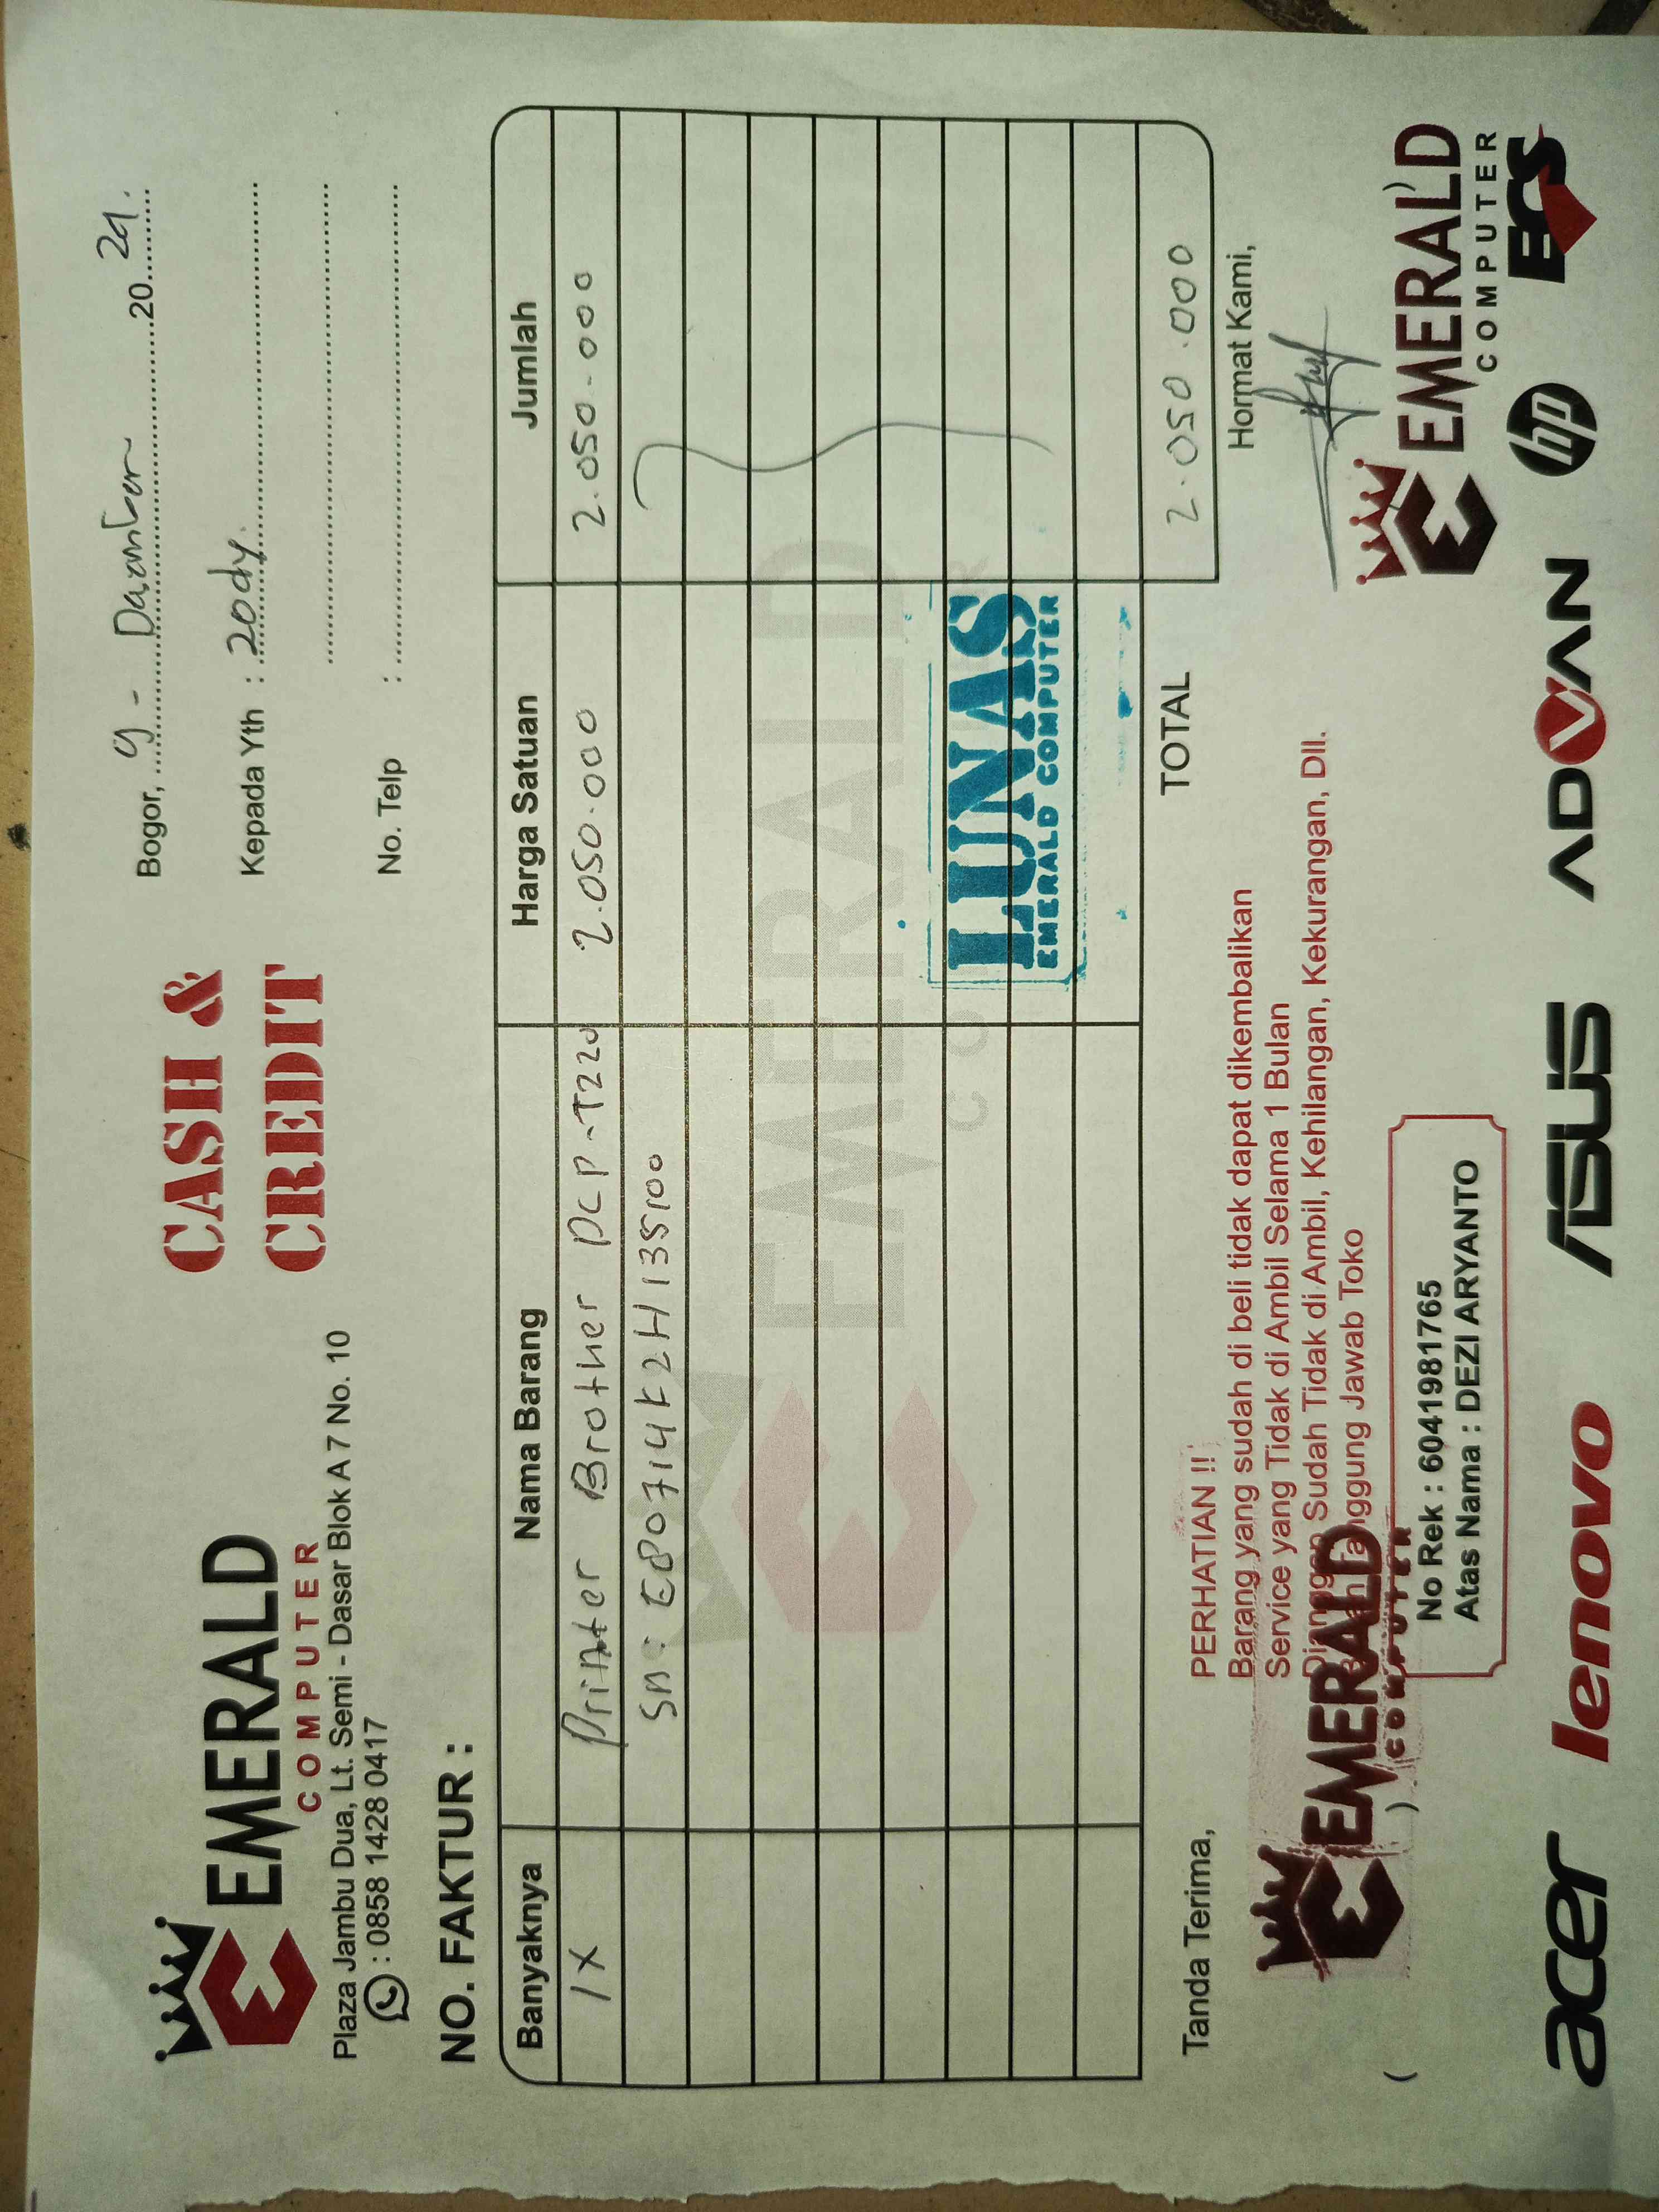 EMERALD
COMPUTER
Plaza Jambu Dua, Lt. Semi - Dasar Blok A 7 No. 10
: 0858 1428 0417
CASH &
CREDIT
Bogor, 9 - 20 24.
Kepada Yth : zody.
No. Telp :
NO. FAKTUR :
Banyaknya Nama Barang Harga Satuan Jumlah
1X Printer Brother DCP-T220 2.050.000 2.050.000
SN: E80714K2H135100
EMERALD
LUNAS
EMERALD COMPUTER
TOTAL 2.050.000
Tanda Terima,
PERHATIAN !!
Barang yang sudah di beli tidak dapat dikembalikan
Service yang Tidak di Ambil Selama 1 Bulan
Dianggap Sudah Tidak di Ambil, Kehilangan, Kekurangan, Dll.
Tanggung Jawab Toko
Hormat Kami,
EMERALD
COMPUTER
( )
No Rek : 6041981765
Atas Nama : DEZI ARYANTO
EMERALD
COMPUTER
)
acer lenovo ASUS ADVAN hp ECS